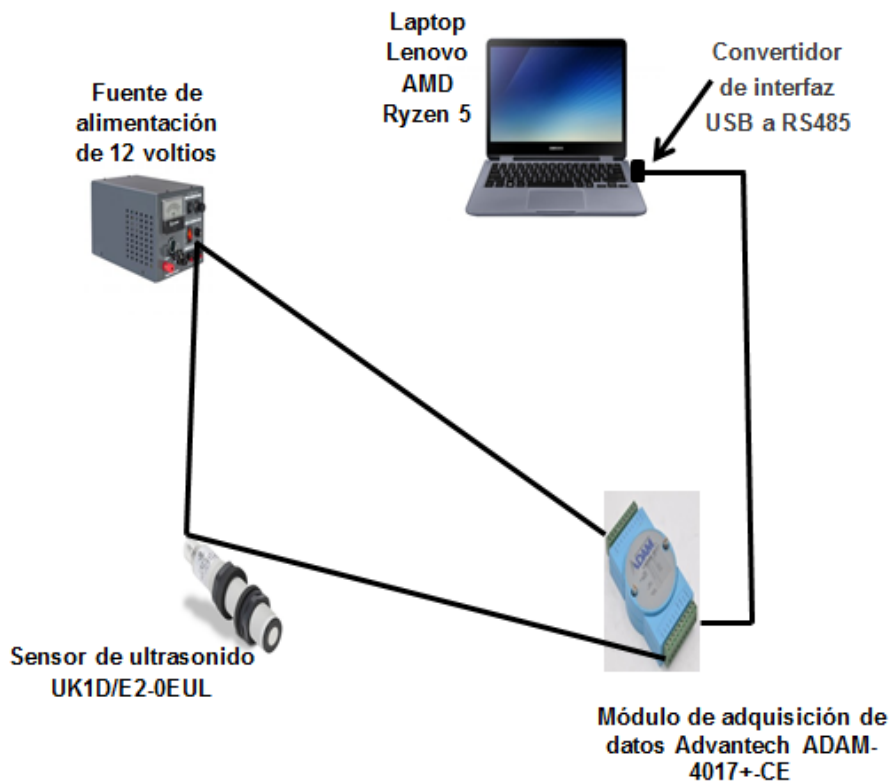 Laptop
Lenovo
AMD
Ryzen 5
Convertidor
de interfaz
USB a RS485
Fuente de
alimentación
de 12 voltios
ADAM
Sensor de ultrasonido
UK1D/E2-0EUL
Módulo de adquisición de
datos Advantech ADAM-
4017+-CE